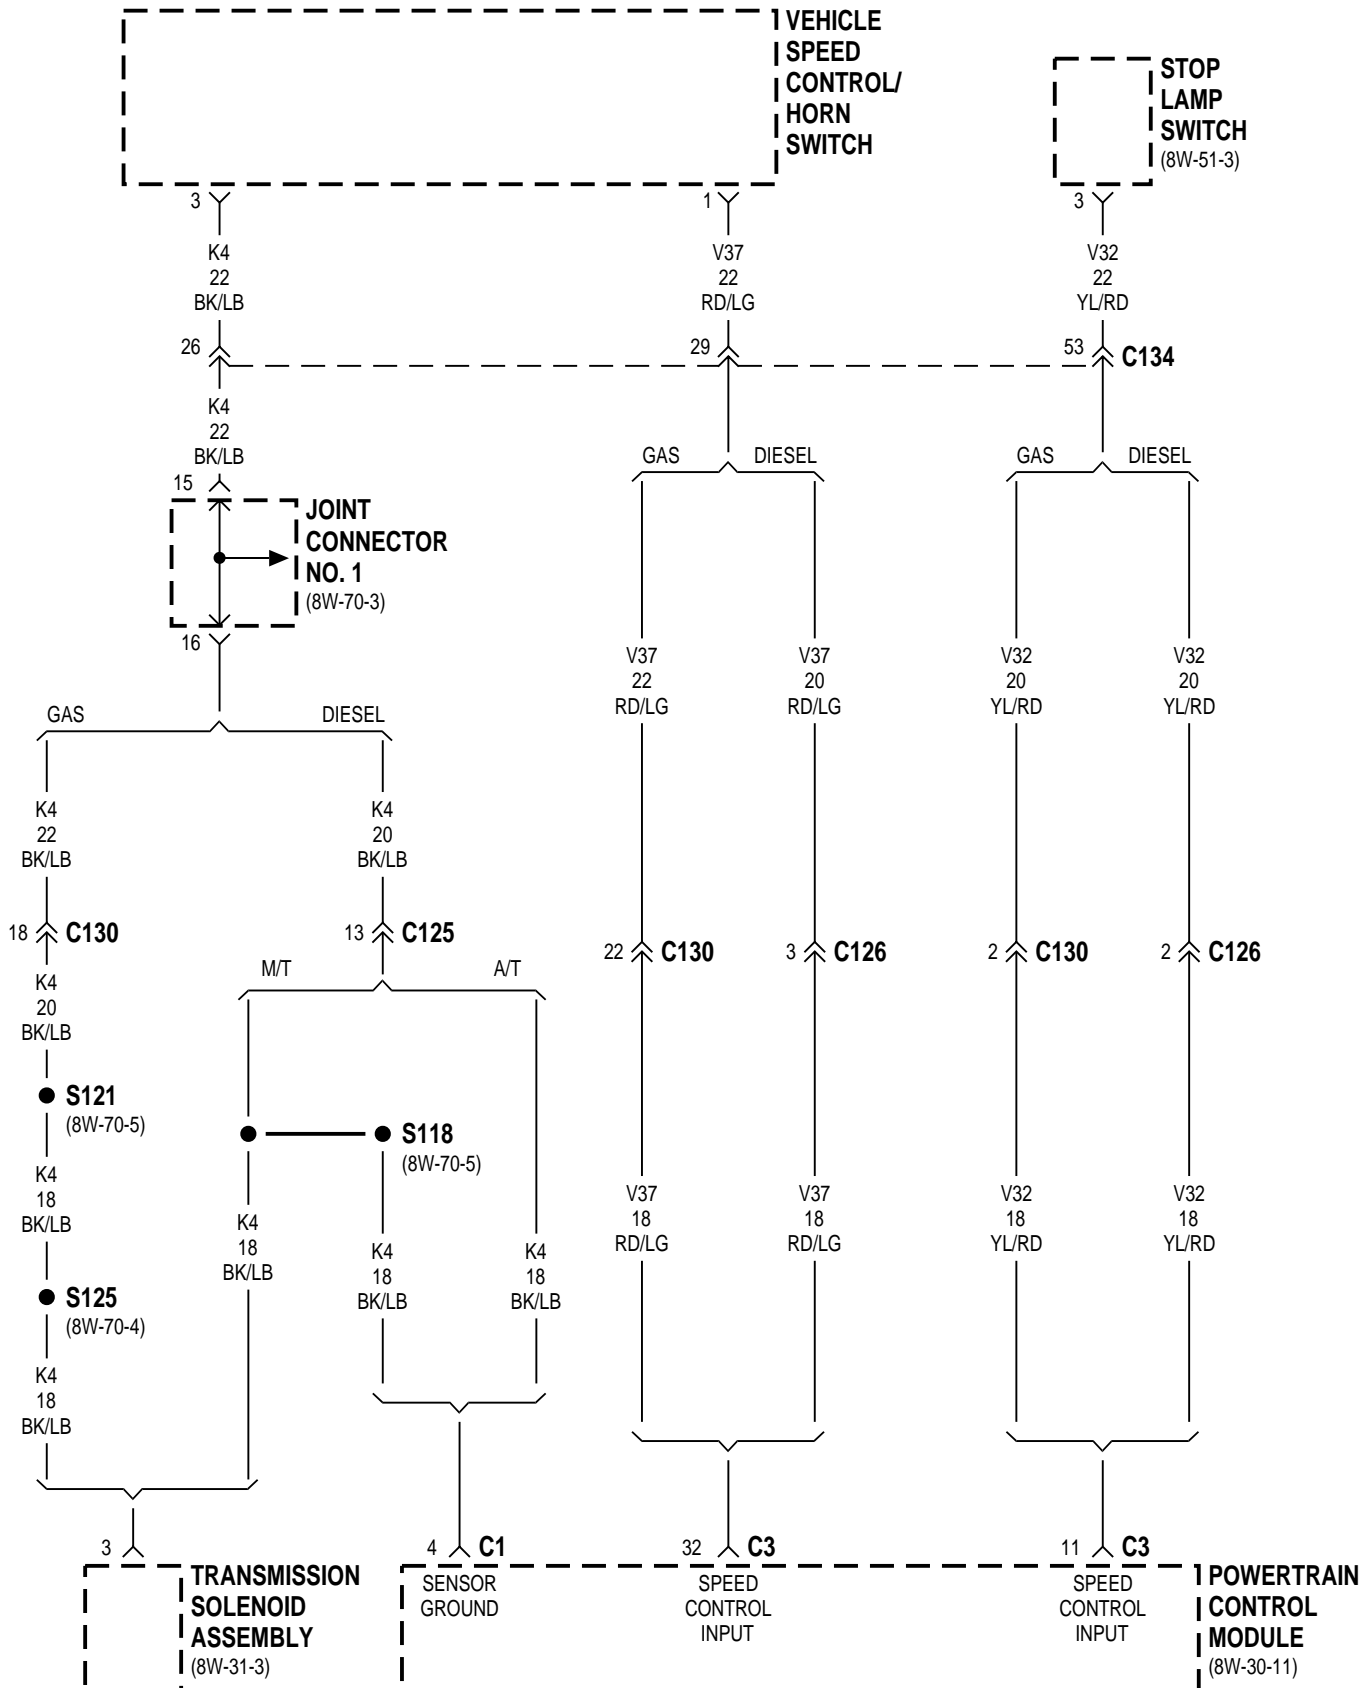 VEHICLE
SPEED
CONTROL/
HORN
SWITCH
STOP
LAMP
SWITCH
(8W-51-3)
3
1
3
K4
22
BK/LB
V37
22
RD/LG
V32
22
YL/RD
26
29
53
C134
K4
22
BK/LB
GAS
DIESEL
GAS
DIESEL
15
JOINT
CONNECTOR
NO. 1
(8W-70-3)
16
V37
22
RD/LG
V37
20
RD/LG
V32
20
YL/RD
V32
20
YL/RD
GAS
DIESEL
K4
22
BK/LB
K4
20
BK/LB
18
C130
13
C125
22
C130
3
C126
2
C130
2
C126
M/T
A/T
K4
20
BK/LB
S121
(8W-70-5)
S118
(8W-70-5)
K4
18
BK/LB
K4
18
BK/LB
K4
18
BK/LB
K4
18
BK/LB
V37
18
RD/LG
V37
18
RD/LG
V32
18
YL/RD
V32
18
YL/RD
S125
(8W-70-4)
K4
18
BK/LB
3
4
C1
32
C3
11
C3
TRANSMISSION
SOLENOID
ASSEMBLY
(8W-31-3)
SENSOR
GROUND
SPEED
CONTROL
INPUT
SPEED
CONTROL
INPUT
POWERTRAIN
CONTROL
MODULE
(8W-30-11)